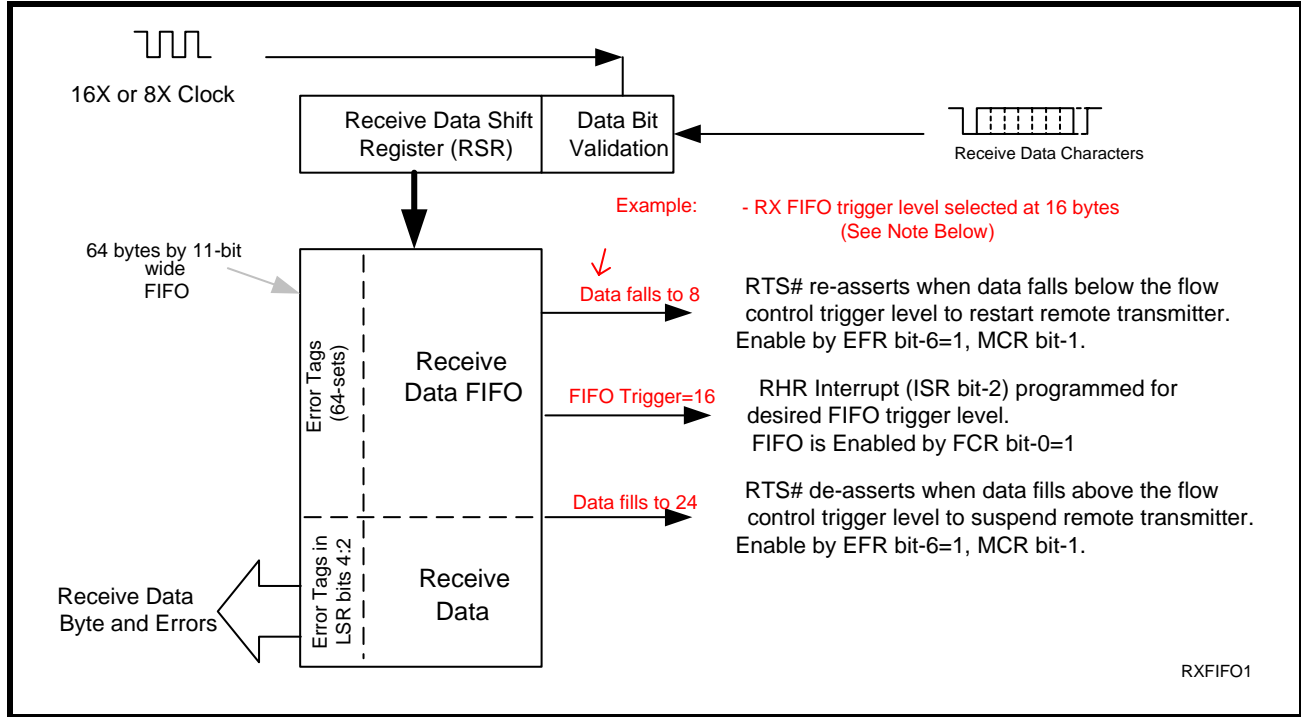 16X or 8X Clock
Receive Data Shift
Register (RSR)
Data Bit
Validation
Receive Data Characters
Example:
- RX FIFO trigger level selected at 16 bytes
(See Note Below)
64 bytes by 11-bit
wide
FIFO
Data falls to 8
RTS# re-asserts when data falls below the flow
control trigger level to restart remote transmitter.
Enable by EFR bit-6=1, MCR bit-1.
Error Tags
(64-sets)
Receive
Data FIFO
FIFO Trigger=16
RHR Interrupt (ISR bit-2) programmed for
desired FIFO trigger level.
FIFO is Enabled by FCR bit-0=1
Data fills to 24
RTS# de-asserts when data fills above the flow
control trigger level to suspend remote transmitter.
Enable by EFR bit-6=1, MCR bit-1.
Error Tags in
LSR bits 4:2
Receive
Data
Receive Data
Byte and Errors
RXFIFO1